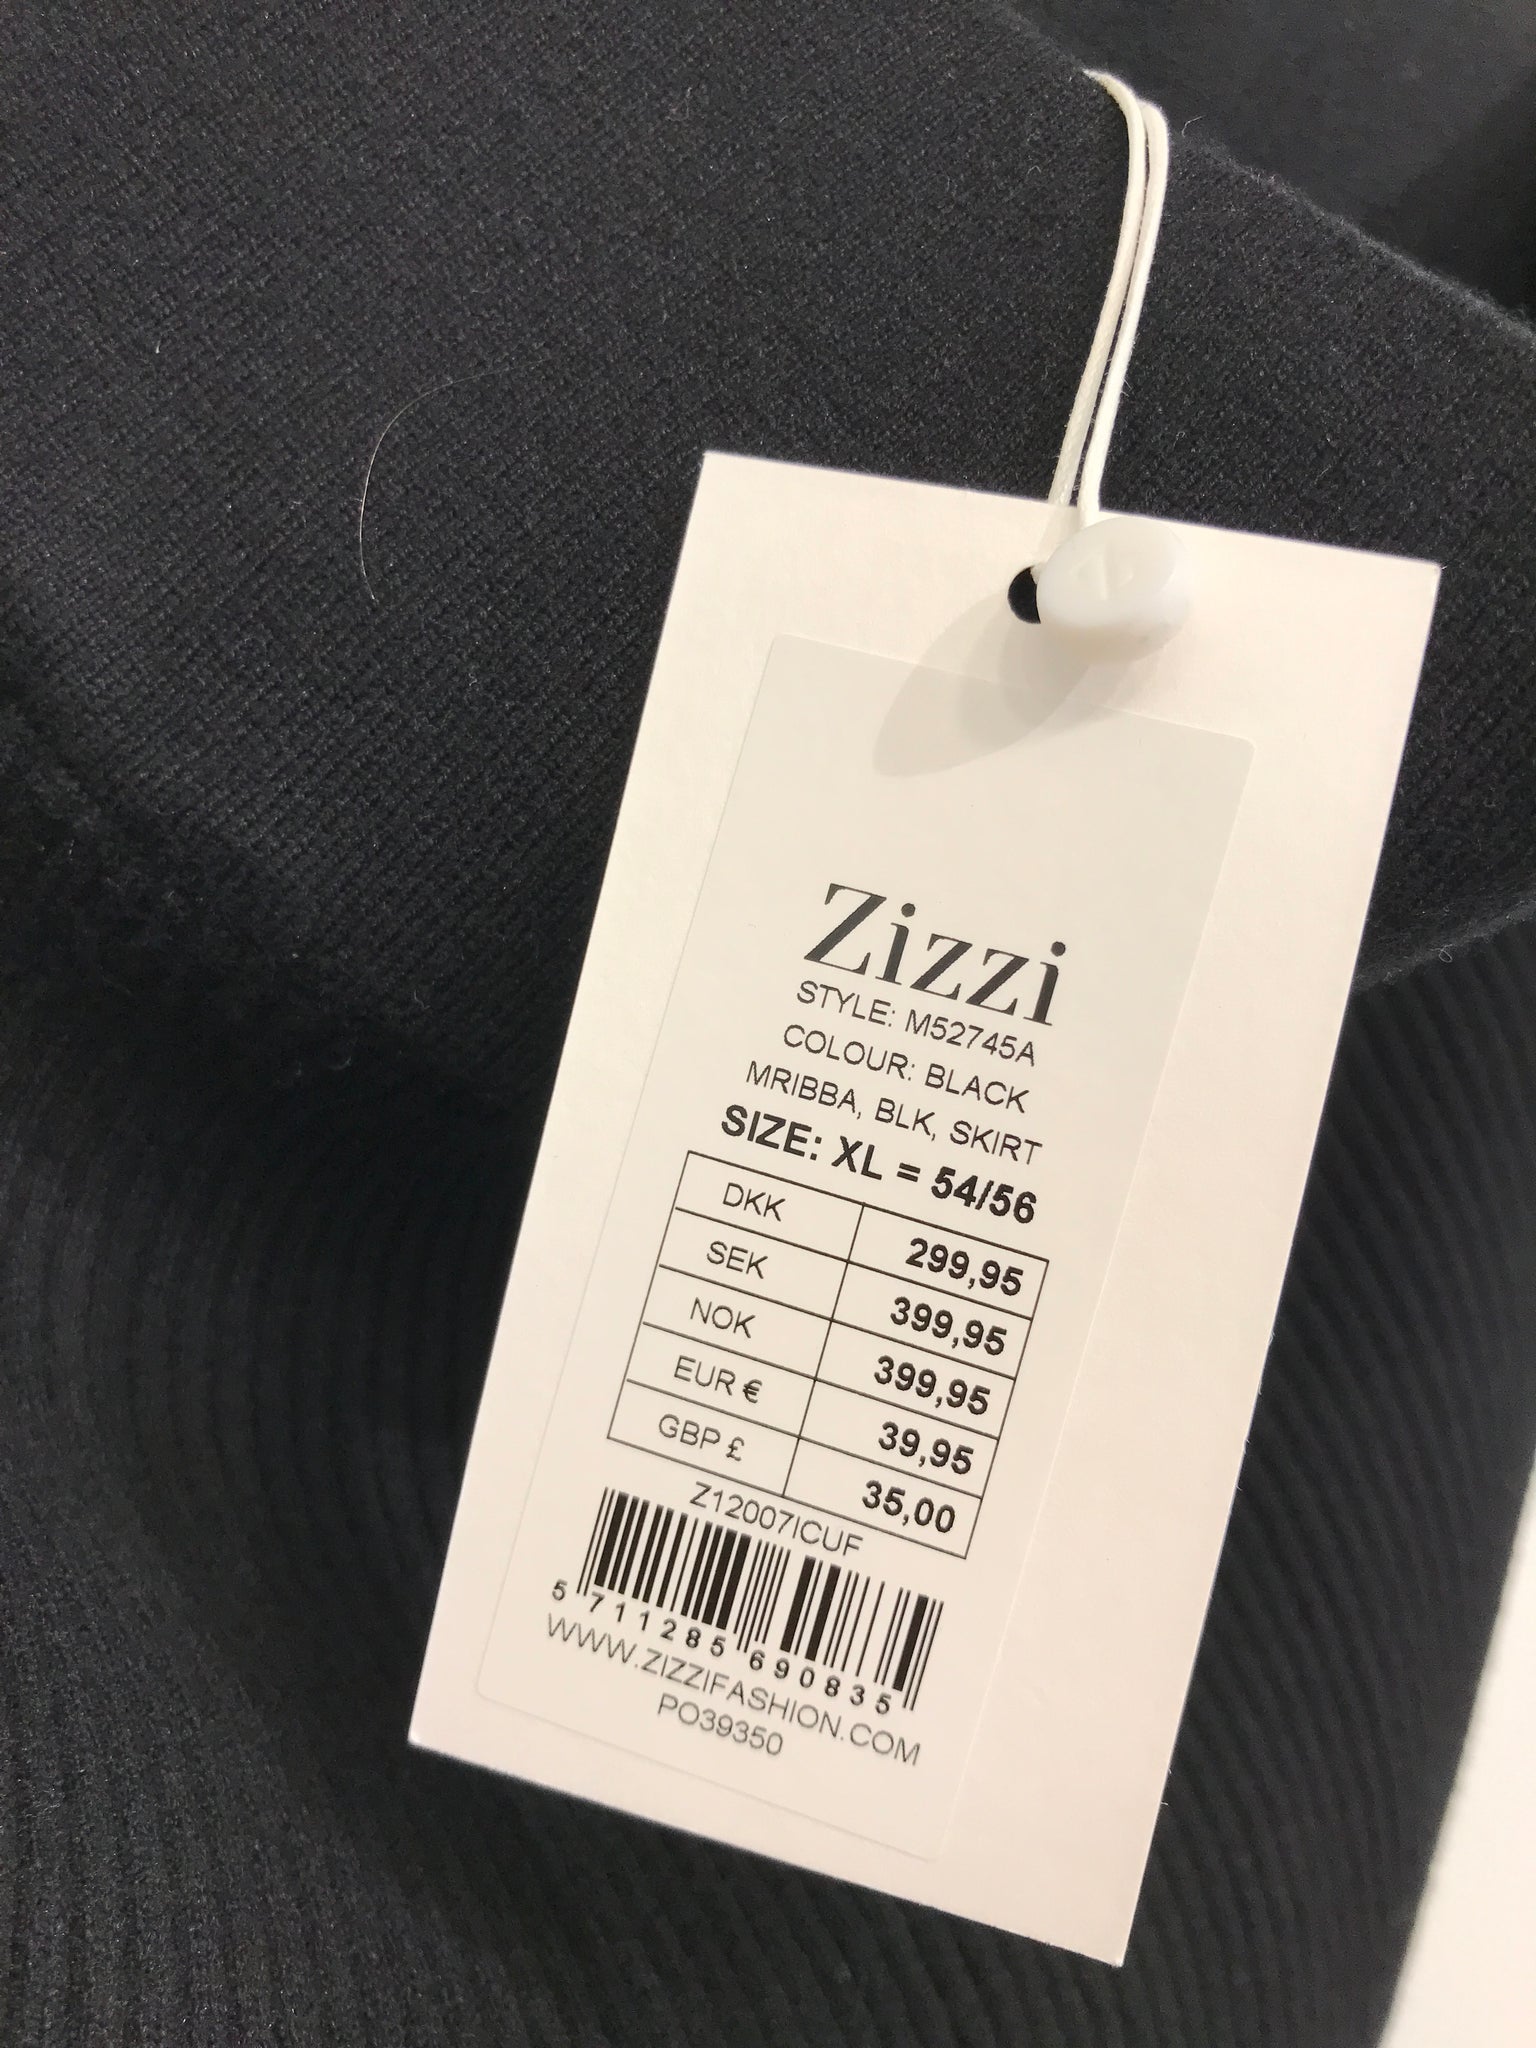 Zizzi
STYLE: M52745A
COLOUR: BLACK
MRIBBA, BLK, SKIRT
SIZE: XL = 54/56
DKK 299,95
SEK 399,95
NOK 399,95
EUR € 39,95
GBP £ 35,00
Z12007ICUF
5 711285 690835
WWW.ZIZZIFASHION.COM
PO39350